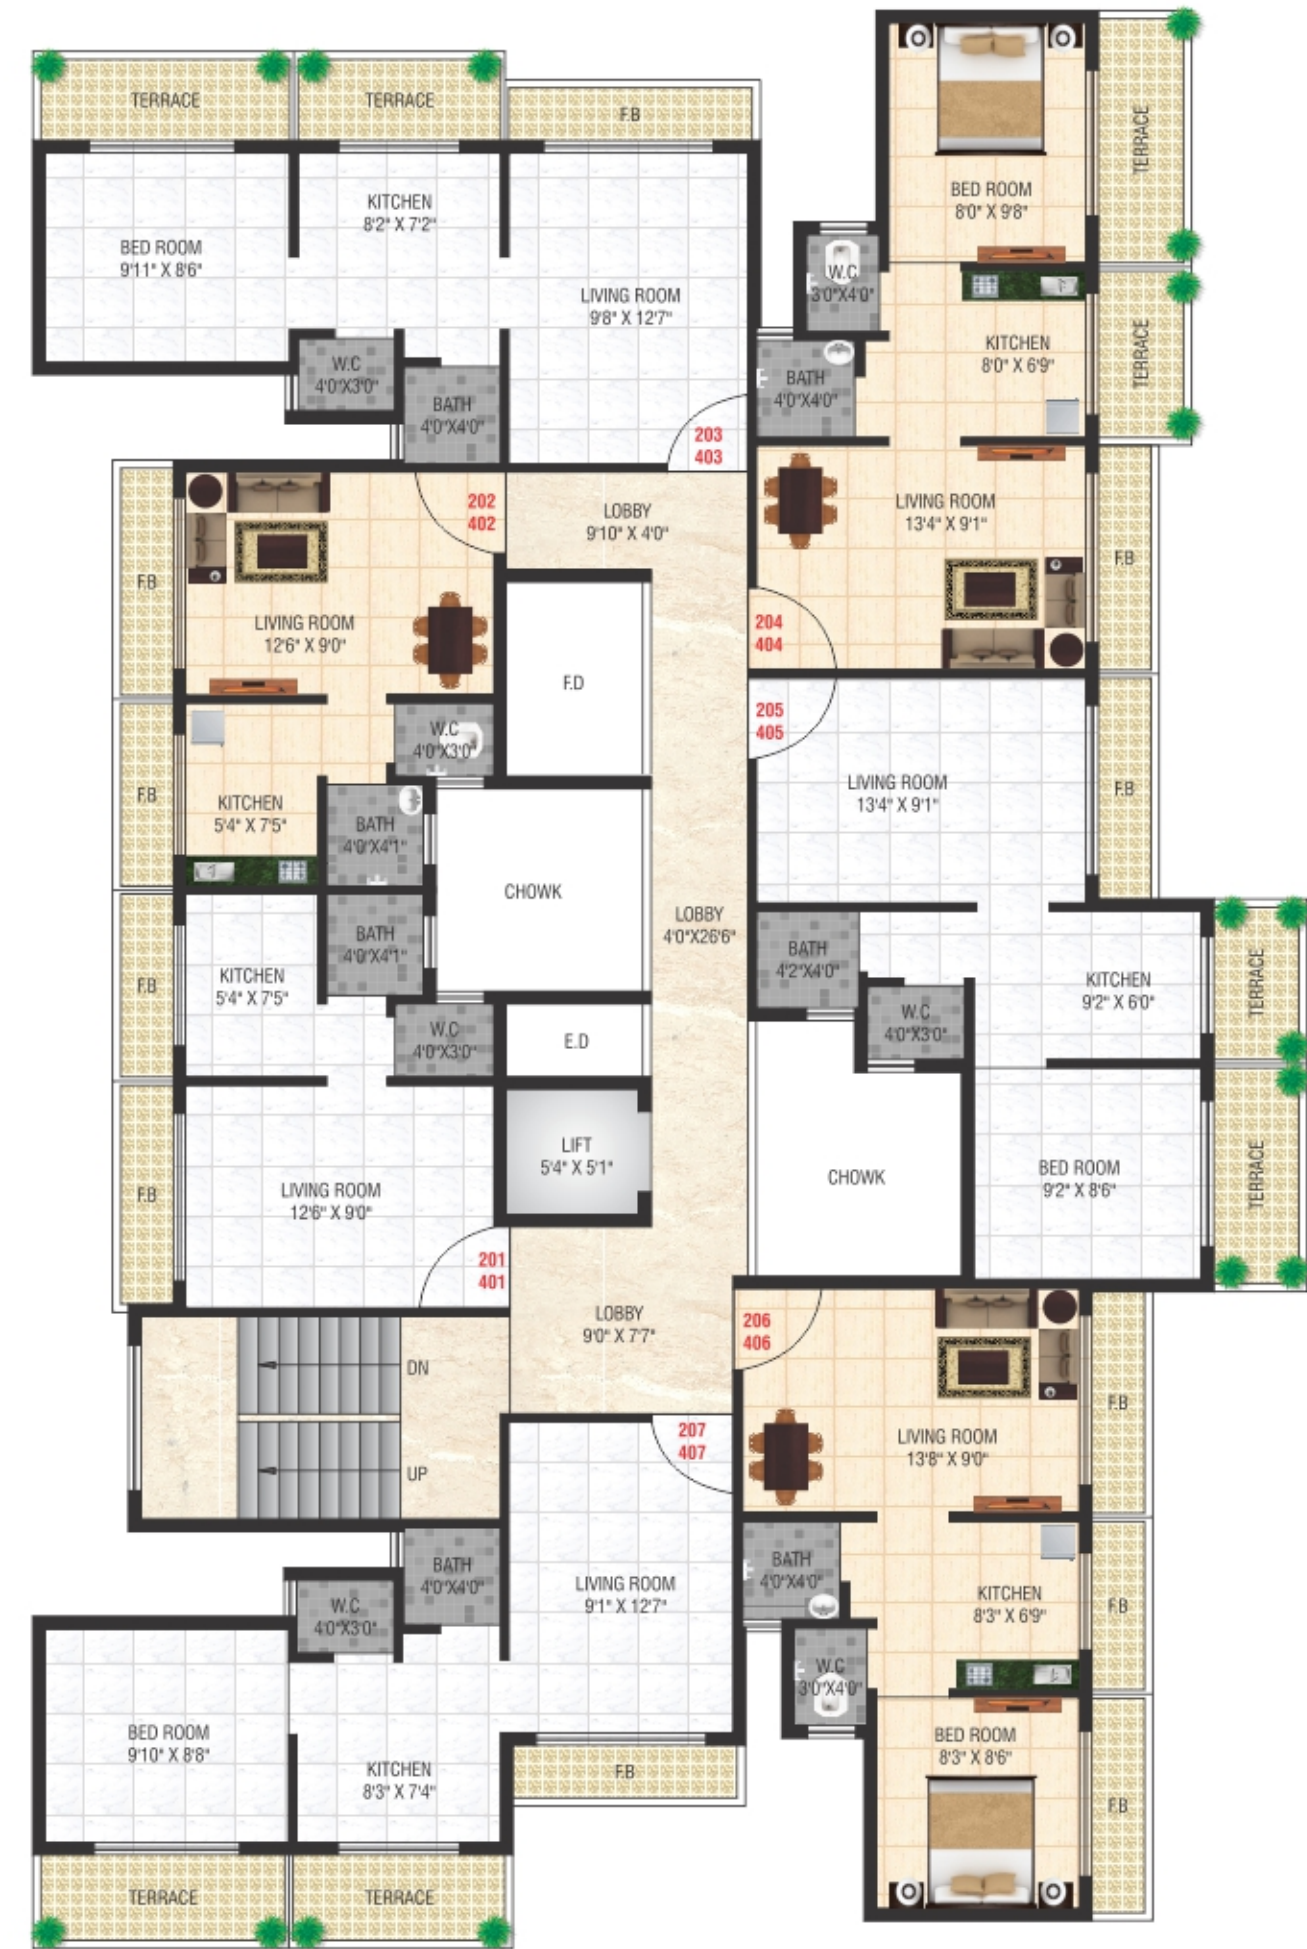 TERRACE
TERRACE
F.B
BED ROOM
9'11" X 8'6"
KITCHEN
8'2" X 7'2"
LIVING ROOM
9'8" X 12'7"
W.C
4'0"X3'0"
BATH
4'0"X4'0"
203
403
BED ROOM
8'0" X 9'8"
TERRACE
W.C
3'0"X4'0"
KITCHEN
8'0" X 6'9"
TERRACE
BATH
4'0"X4'0"
LIVING ROOM
13'4" X 9'1"
F.B
204
404
202
402
LOBBY
9'10" X 4'0"
F.B
LIVING ROOM
12'6" X 9'0"
F.D
W.C
4'0"X3'0"
F.B
KITCHEN
5'4" X 7'5"
BATH
4'0"X4'1"
205
405
LIVING ROOM
13'4" X 9'1"
F.B
CHOWK
LOBBY
4'0"X26'6"
F.B
KITCHEN
5'4" X 7'5"
BATH
4'0"X4'1"
W.C
4'0"X3'0"
E.D
BATH
4'2"X4'0"
W.C
4'0"X3'0"
KITCHEN
9'2" X 6'0"
TERRACE
F.B
LIVING ROOM
12'6" X 9'0"
LIFT
5'4" X 5'1"
CHOWK
BED ROOM
9'2" X 8'6"
TERRACE
201
401
LOBBY
9'0" X 7'7"
206
406
DN
UP
207
407
LIVING ROOM
13'8" X 9'0"
F.B
BATH
4'0"X4'0"
W.C
4'0"X3'0"
LIVING ROOM
9'1" X 12'7"
BATH
4'0"X4'0"
KITCHEN
8'3" X 6'9"
F.B
W.C
3'0"X4'0"
BED ROOM
9'10" X 8'8"
KITCHEN
8'3" X 7'4"
F.B
BED ROOM
8'3" X 8'6"
F.B
TERRACE
TERRACE